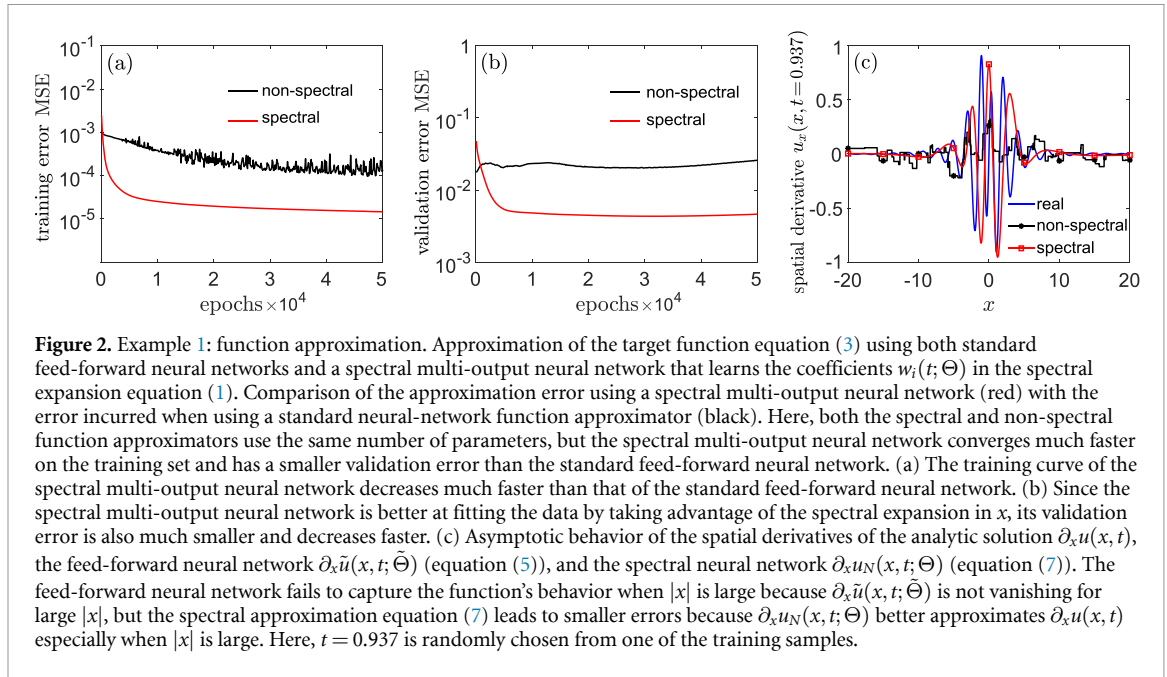 10^-1
10^-2
10^-3
10^-4
10^-5
training error MSE
(a)
non-spectral
spectral
0 1 2 3 4 5
epochs×10^4
1
10^-1
10^-2
10^-3
validation error MSE
(b)
non-spectral
spectral
0 1 2 3 4 5
epochs×10^4
spatial derivative u_x(x, t = 0.937)
1
0.5
0
-0.5
-1
(c)
real
non-spectral
spectral
-20 -10 0 10 20
x
Figure 2. Example 1: function approximation. Approximation of the target function equation (3) using both standard
feed-forward neural networks and a spectral multi-output neural network that learns the coefficients w_i(t;Θ) in the spectral
expansion equation (1). Comparison of the approximation error using a spectral multi-output neural network (red) with the
error incurred when using a standard neural-network function approximator (black). Here, both the spectral and non-spectral
function approximators use the same number of parameters, but the spectral multi-output neural network converges much faster
on the training set and has a smaller validation error than the standard feed-forward neural network. (a) The training curve of the
spectral multi-output neural network decreases much faster than that of the standard feed-forward neural network. (b) Since the
spectral multi-output neural network is better at fitting the data by taking advantage of the spectral expansion in x, its validation
error is also much smaller and decreases faster. (c) Asymptotic behavior of the spatial derivatives of the analytic solution ∂_xu(x, t),
the feed-forward neural network ∂_xũ(x, t; Θ̃) (equation (5)), and the spectral neural network ∂_xu_N(x, t; Θ) (equation (7)). The
feed-forward neural network fails to capture the function's behavior when |x| is large because ∂_xũ(x, t; Θ̃) is not vanishing for
large |x|, but the spectral approximation equation (7) leads to smaller errors because ∂_xu_N(x, t; Θ) better approximates ∂_xu(x, t)
especially when |x| is large. Here, t = 0.937 is randomly chosen from one of the training samples.